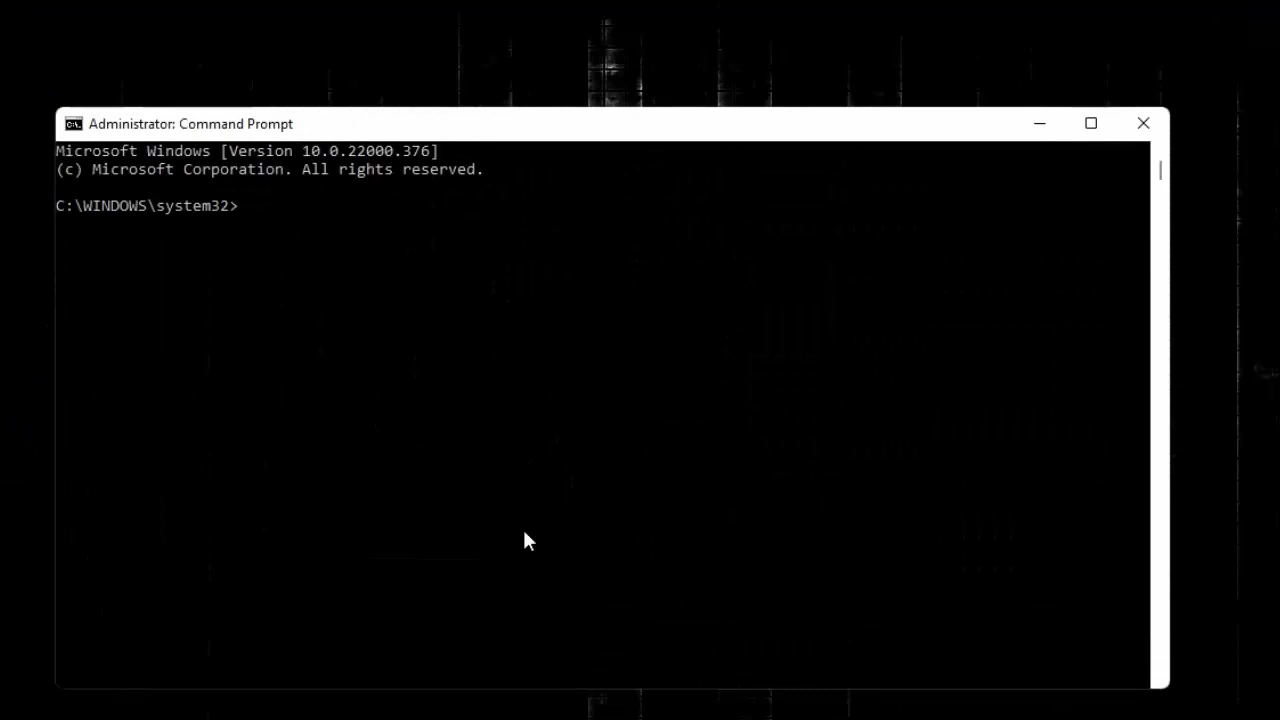 Administrator: Command Prompt
Microsoft Windows [Version 10.0.22000.376]
(c) Microsoft Corporation. All rights reserved.
C:\WINDOWS\system32>